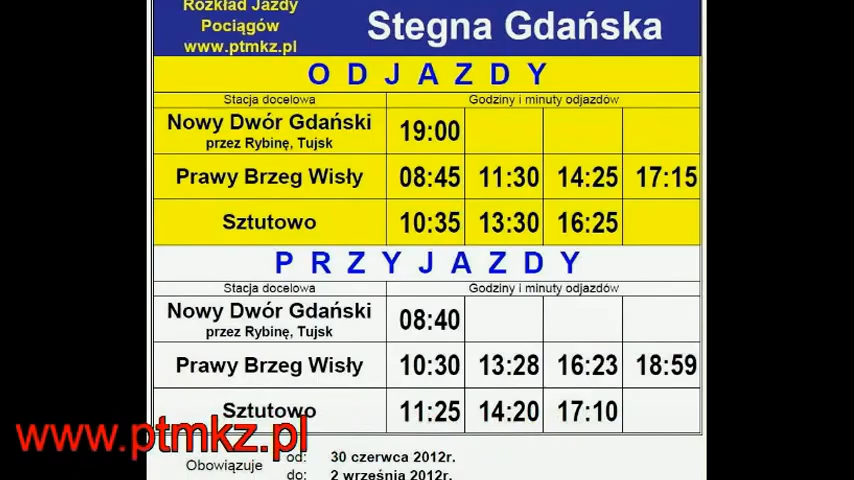 Rozkład Jazdy
Pociągów
www.ptmkz.pl
Stegna Gdańska
ODJAZDY
Stacja docelowa Godziny i minuty odjazdów
Nowy Dwór Gdański
przez Rybinę, Tujsk
19:00
Prawy Brzeg Wisły 08:45 11:30 14:25 17:15
Sztutowo 10:35 13:30 16:25
PRZYJAZDY
Stacja docelowa Godziny i minuty odjazdów
Nowy Dwór Gdański
przez Rybinę, Tujsk
08:40
Prawy Brzeg Wisły 10:30 13:28 16:23 18:59
Sztutowo 11:25 14:20 17:10
www.ptmkz.pl
Obowiązuje
od: 30 czerwca 2012r.
do: 2 września 2012r.